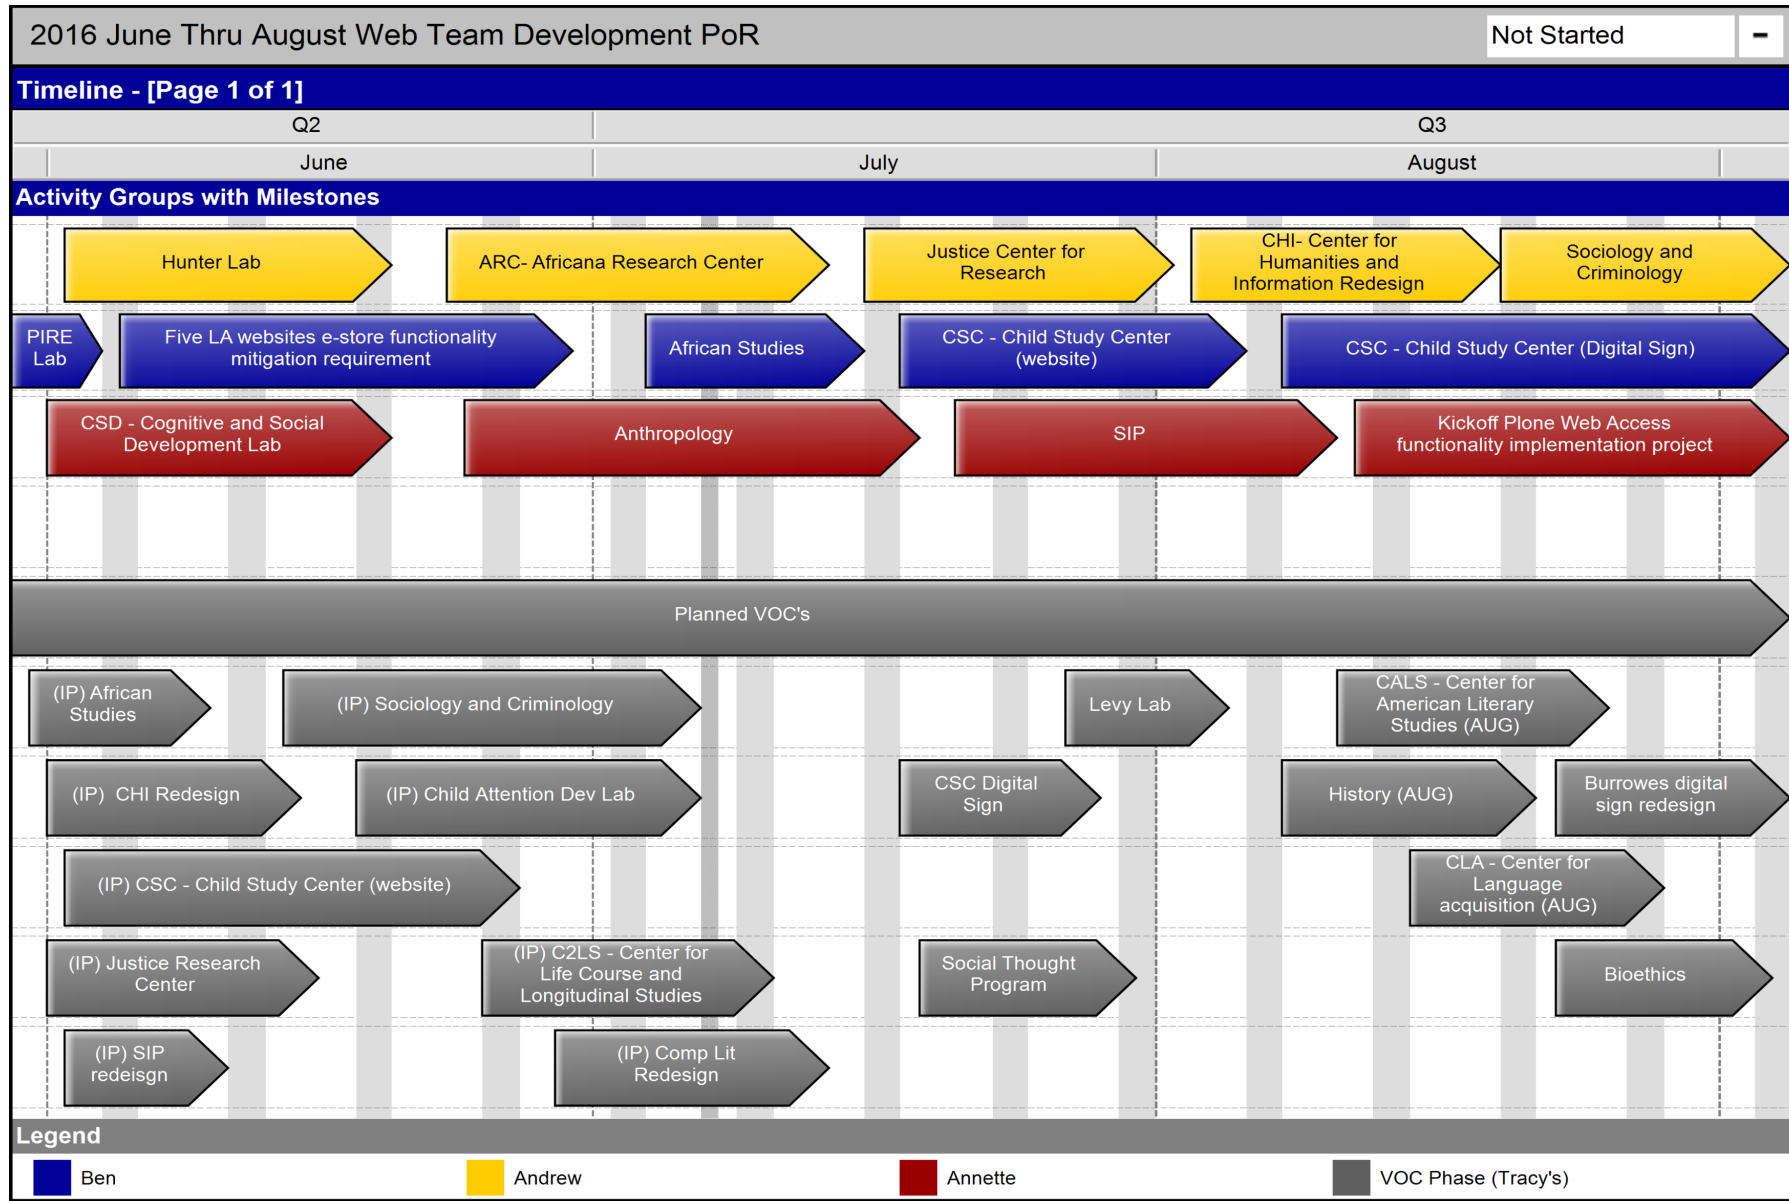 2016 June Thru August Web Team Development PoR
Not Started
-
Timeline - [Page 1 of 1]
Q2
Q3
June
July
August
Activity Groups with Milestones
Hunter Lab
ARC- Africana Research Center
Justice Center for
Research
CHI- Center for
Humanities and
Information Redesign
Sociology and
Criminology
PIRE
Lab
Five LA websites e-store functionality
mitigation requirement
African Studies
CSC - Child Study Center
(website)
CSC - Child Study Center (Digital Sign)
CSD - Cognitive and Social
Development Lab
Anthropology
SIP
Kickoff Plone Web Access
functionality implementation project
Planned VOC's
(IP) African
Studies
(IP) Sociology and Criminology
Levy Lab
CALS - Center for
American Literary
Studies (AUG)
(IP) CHI Redesign
(IP) Child Attention Dev Lab
CSC Digital
Sign
History (AUG)
Burrowes digital
sign redesign
(IP) CSC - Child Study Center (website)
CLA - Center for
Language
acquisition (AUG)
(IP) Justice Research
Center
(IP) C2LS - Center for
Life Course and
Longitudinal Studies
Social Thought
Program
Bioethics
(IP) SIP
redeisgn
(IP) Comp Lit
Redesign
Legend
Ben
Andrew
Annette
VOC Phase (Tracy's)